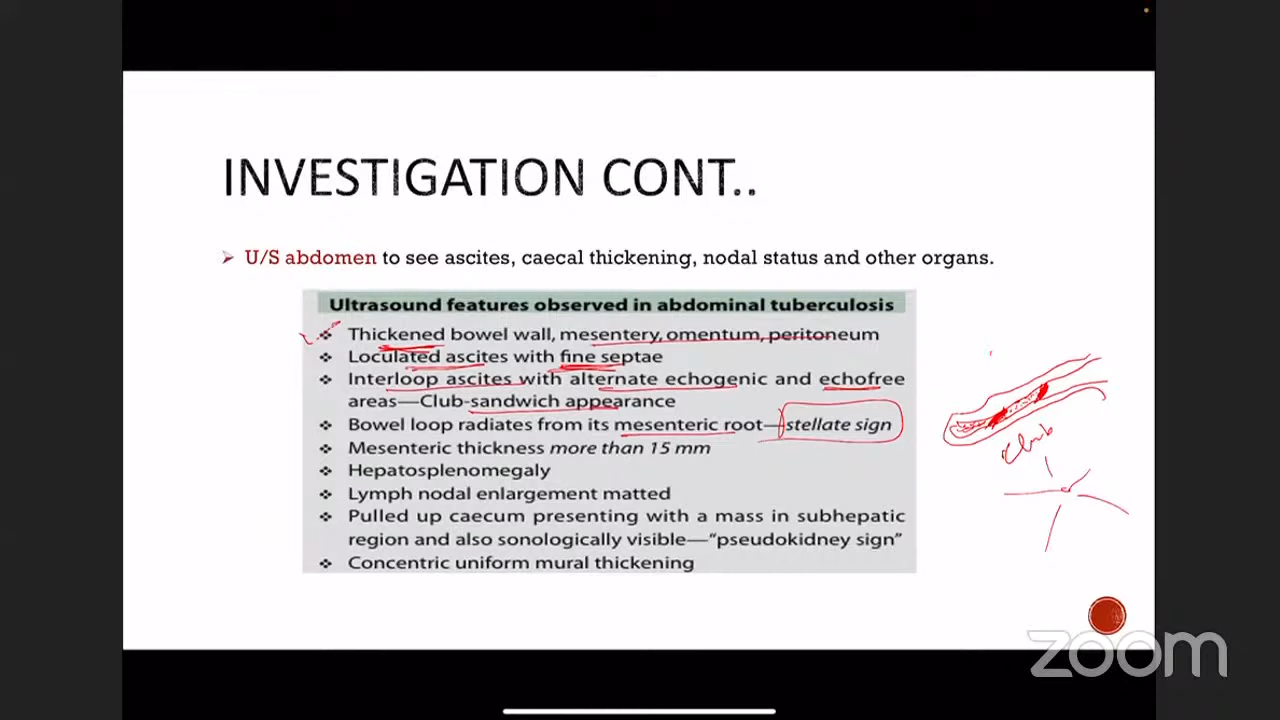 INVESTIGATION CONT..
U/S abdomen to see ascites, caecal thickening, nodal status and other organs.
Ultrasound features observed in abdominal tuberculosis
Thickened bowel wall, mesentery, omentum, peritoneum
Loculated ascites with fine septae
Interloop ascites with alternate echogenic and echofree
areas—Club-sandwich appearance
Bowel loop radiates from its mesenteric root—stellate sign
Mesenteric thickness more than 15 mm
Hepatosplenomegaly
Lymph nodal enlargement matted
Pulled up caecum presenting with a mass in subhepatic
region and also sonologically visible—“pseudokidney sign”
Concentric uniform mural thickening
Club
zoom